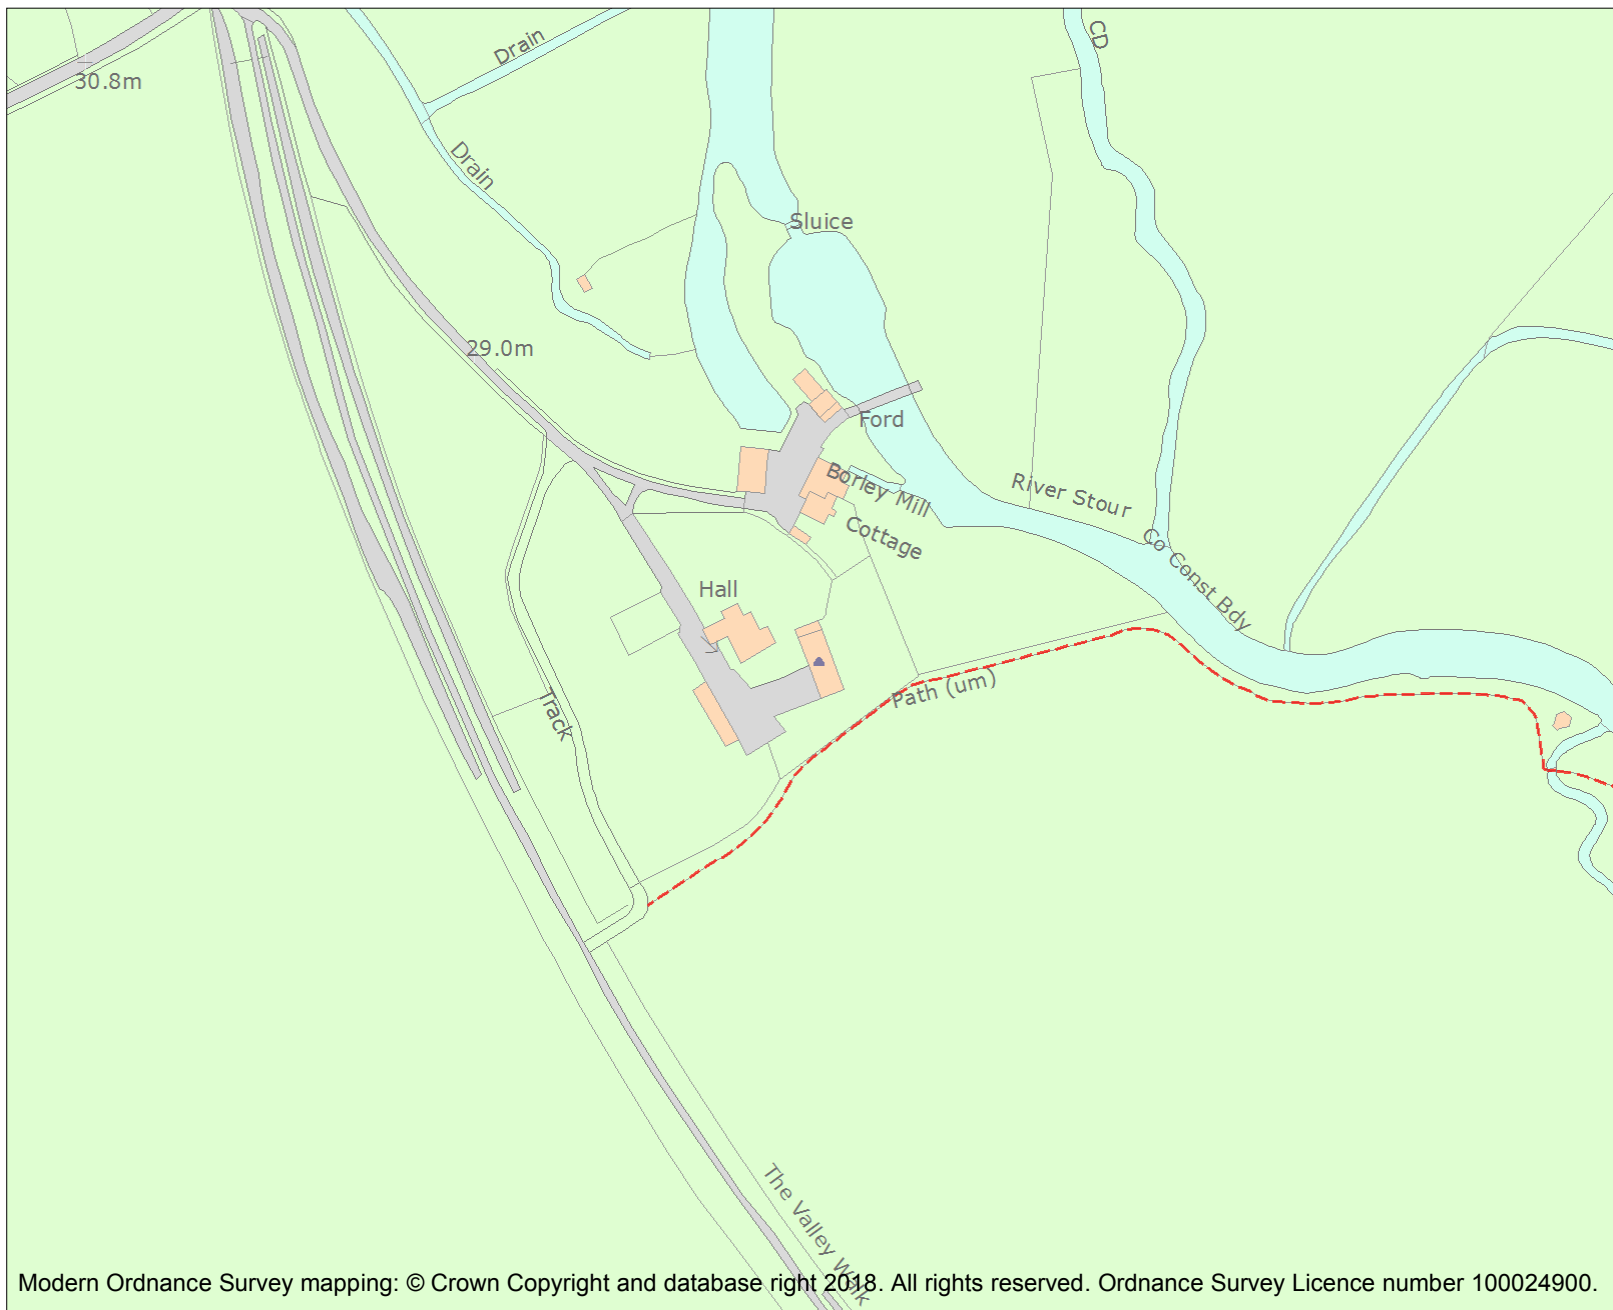 CD
Drain
30.8m
Drain
Sluice
29.0m
Ford
Borley Mill
Cottage
River Stour
Co Const Bdy
Hall
Path (um)
Track
The Valley Walk
Modern Ordnance Survey mapping: © Crown Copyright and database right 2018. All rights reserved. Ordnance Survey Licence number 100024900.